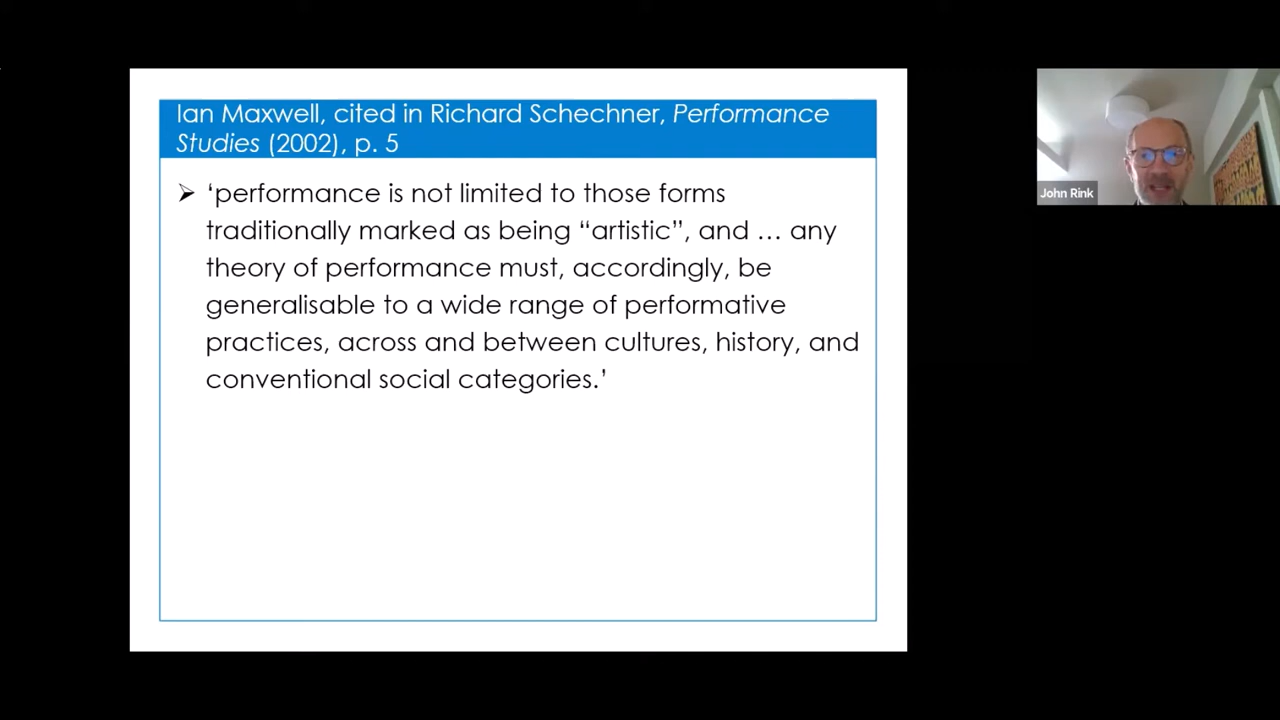 Ian Maxwell, cited in Richard Schechner, Performance
Studies (2002), p. 5
➢ ‘performance is not limited to those forms
traditionally marked as being “artistic”, and … any
theory of performance must, accordingly, be
generalisable to a wide range of performative
practices, across and between cultures, history, and
conventional social categories.’
John Rink